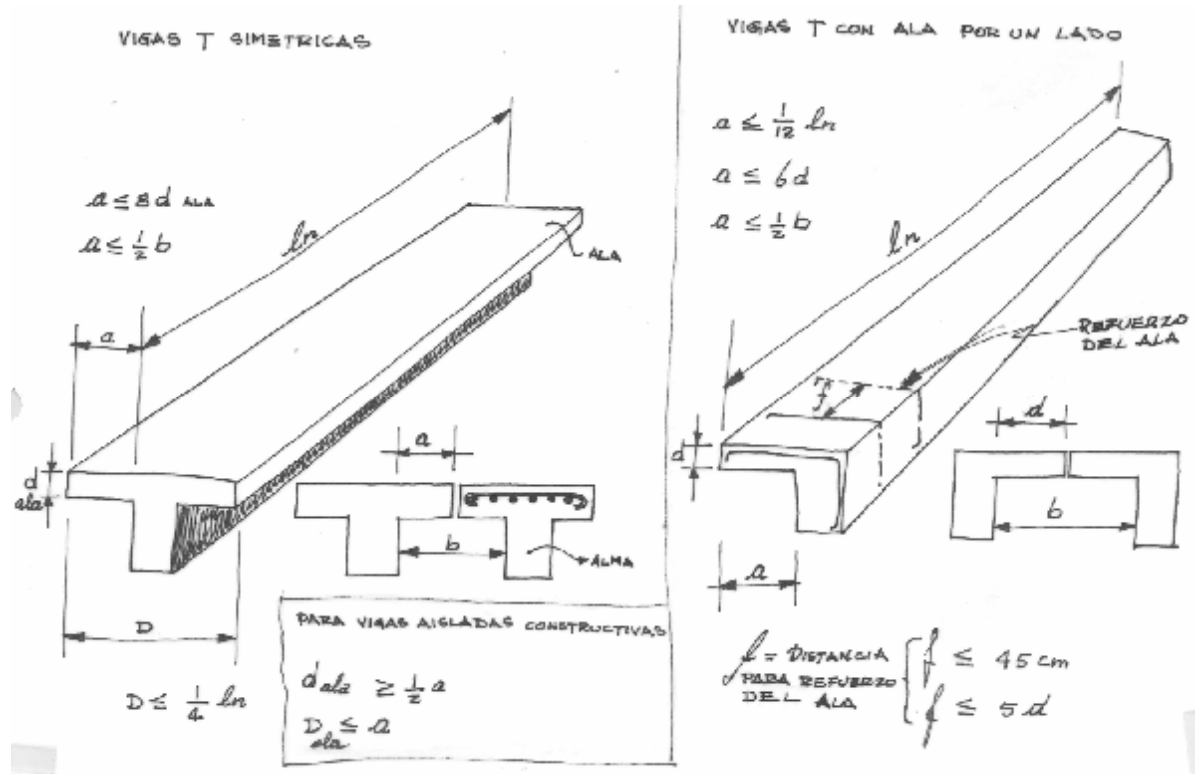 VIGAS T SIMETRICAS
a ≤ 8 d ALA
a ≤ 1/2 b
ln
ALA
a
d
ala
D
D ≤ 1/4 ln
a
b
ALMA
PARA VIGAS AISLADAS CONSTRUCTIVAS
d ala ≥ 1/2 a
D ala ≤ a
VIGAS T CON ALA POR UN LADO
a ≤ 1/12 ln
a ≤ 6 d
a ≤ 1/2 b
ln
REFUERZO
DEL ALA
f
d
a
d
b
f = DISTANCIA
PARA REFUERZO
DEL ALA
f ≤ 45 cm
f ≤ 5 d